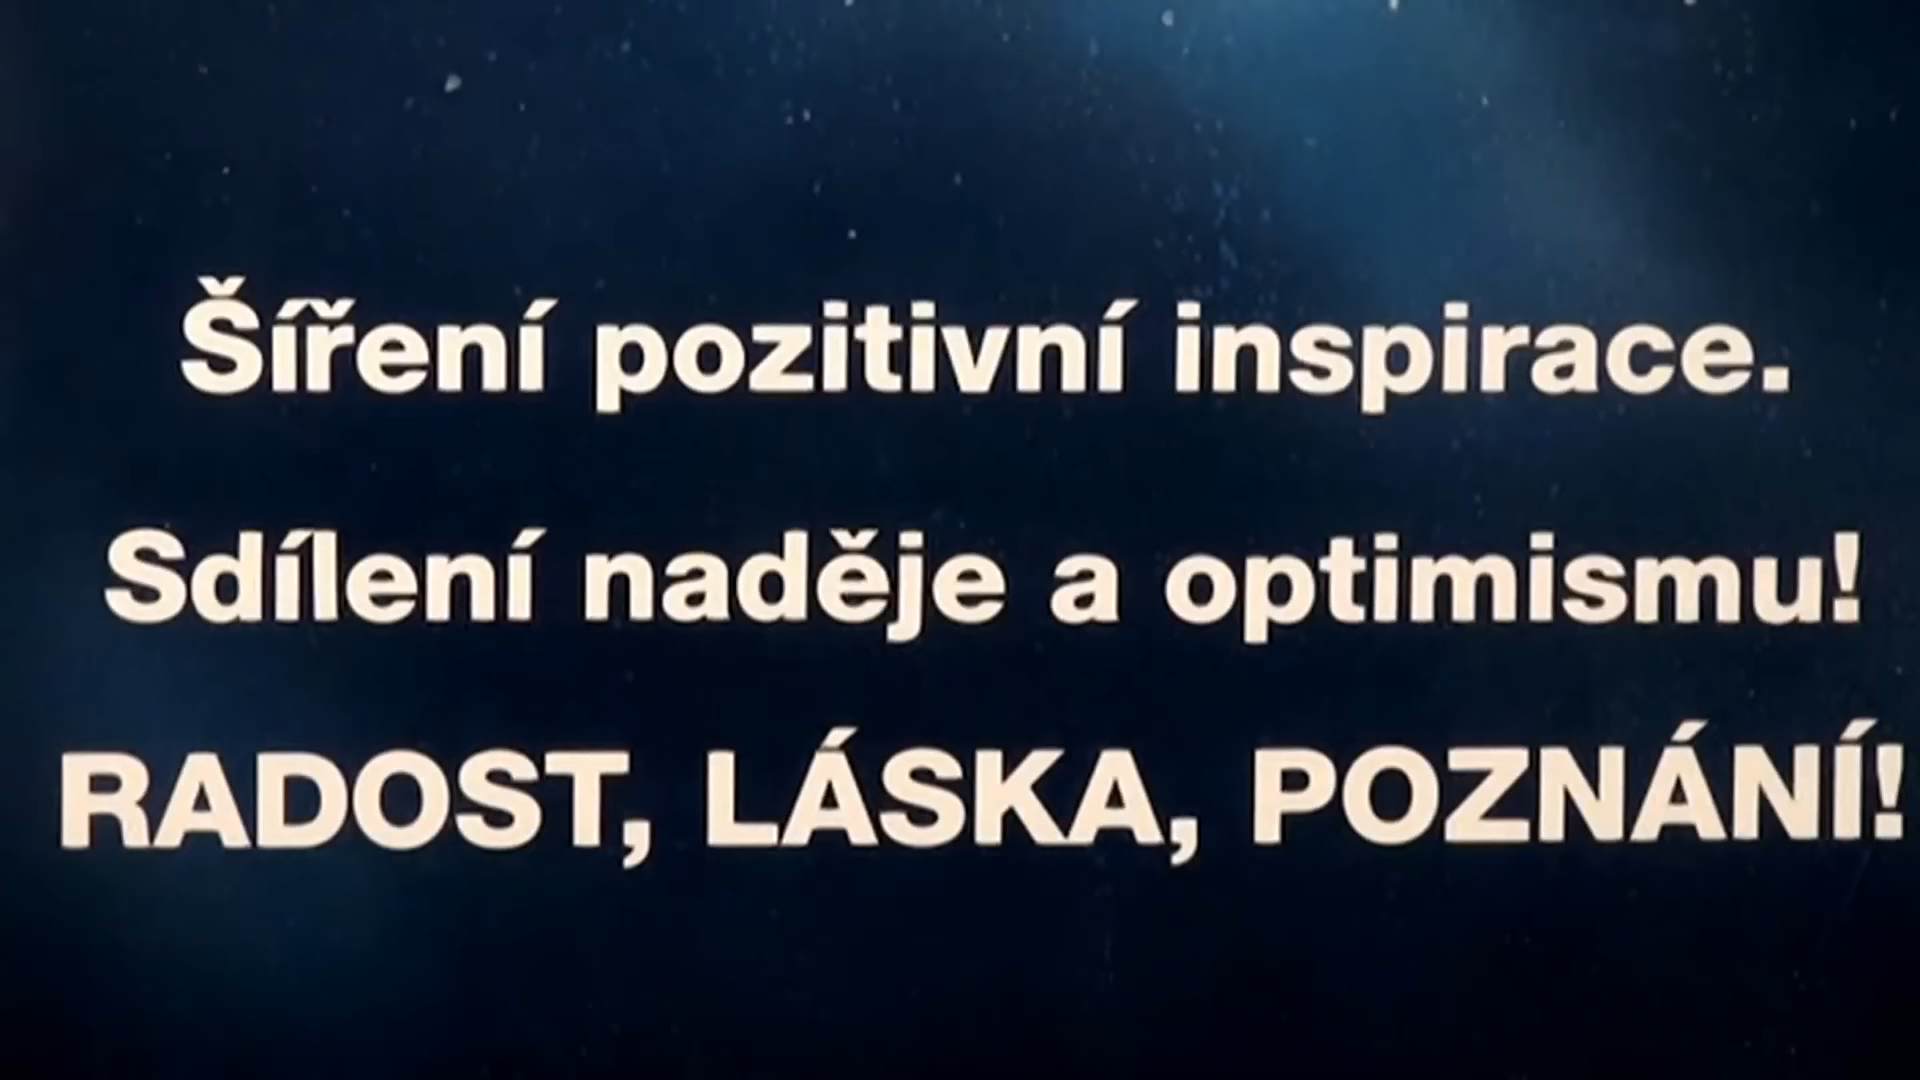 Šíření pozitivní inspirace.
Sdílení naděje a optimismu!
RADOST, LÁSKA, POZNÁNÍ!